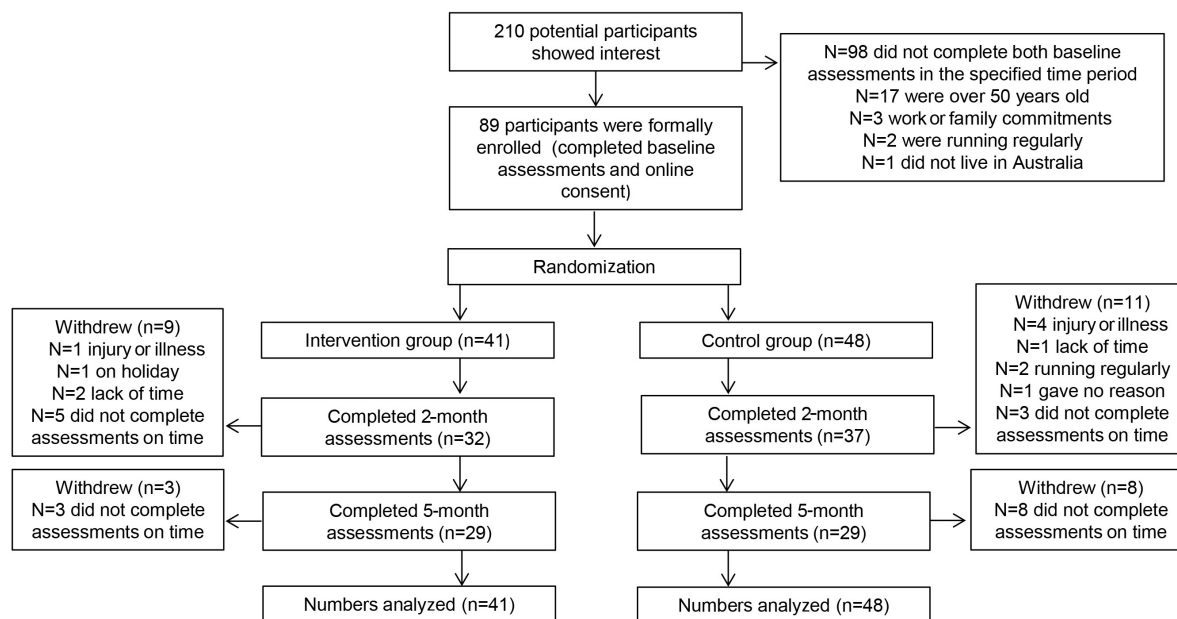 210 potential participants
showed interest
N=98 did not complete both baseline
assessments in the specified time period
N=17 were over 50 years old
N=3 work or family commitments
N=2 were running regularly
N=1 did not live in Australia
89 participants were formally
enrolled (completed baseline
assessments and online
consent)
Randomization
Withdrew (n=9)
N=1 injury or illness
N=1 on holiday
N=2 lack of time
N=5 did not complete
assessments on time
Intervention group (n=41)
Control group (n=48)
Withdrew (n=11)
N=4 injury or illness
N=1 lack of time
N=2 running regularly
N=1 gave no reason
N=3 did not complete
assessments on time
Completed 2-month
assessments (n=32)
Completed 2-month
assessments (n=37)
Withdrew (n=3)
N=3 did not complete
assessments on time
Completed 5-month
assessments (n=29)
Completed 5-month
assessments (n=29)
Withdrew (n=8)
N=8 did not complete
assessments on time
Numbers analyzed (n=41)
Numbers analyzed (n=48)